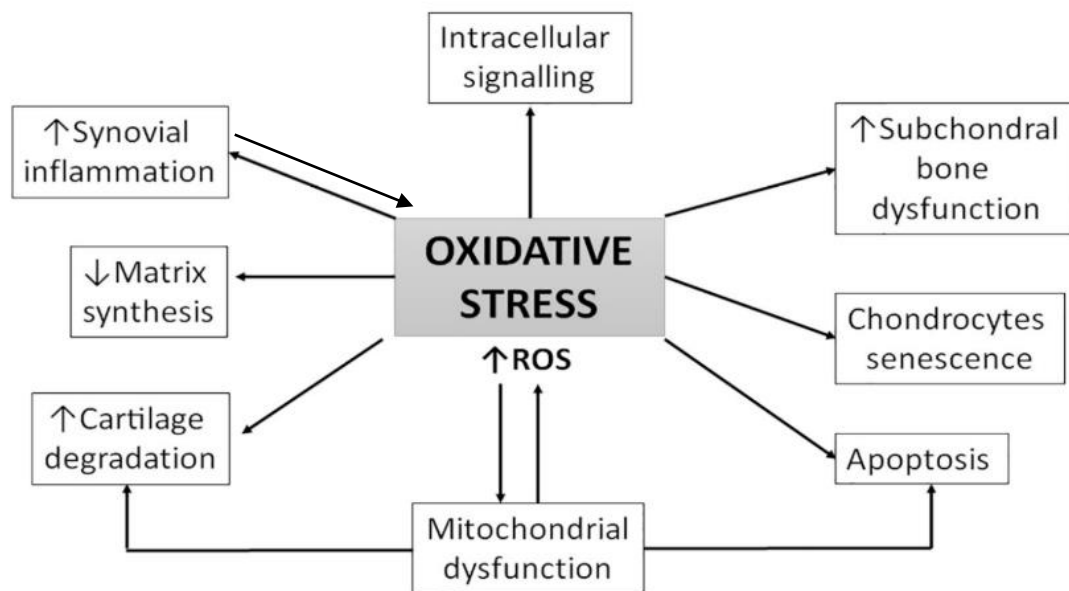 Intracellular
signalling
↑Synovial
inflammation
↑Subchondral
bone
dysfunction
OXIDATIVE
STRESS
↓Matrix
synthesis
Chondrocytes
senescence
↑ROS
↑Cartilage
degradation
Apoptosis
Mitochondrial
dysfunction